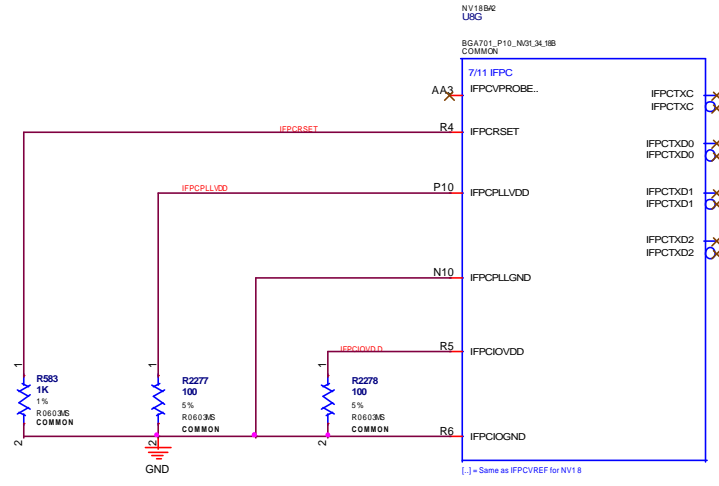 NV18BA2
U8G
BGA701_P10_NV31_34_18B
COMMON
7/11 IFPC
AA3 IFPCVPROBE..
IFPCTXC
IFPCTXC
IFPCRSET R4 IFPCRSET
IFPCTXD0
IFPCTXD0
IFPCPLLVDD P10 IFPCPLLVDD
IFPCTXD1
IFPCTXD1
IFPCTXD2
IFPCTXD2
N10 IFPCPLLGND
IFPCIOVDD R5 IFPCIOVDD
1 1 1
R583 R2277 R2278
1K 100 100
1% 5% 5%
R0603MS R0603MS R0603MS
COMMON COMMON COMMON
2 2 2
R6 IFPCIOGND
GND
[..] = Same as IFPCVREF for NV18